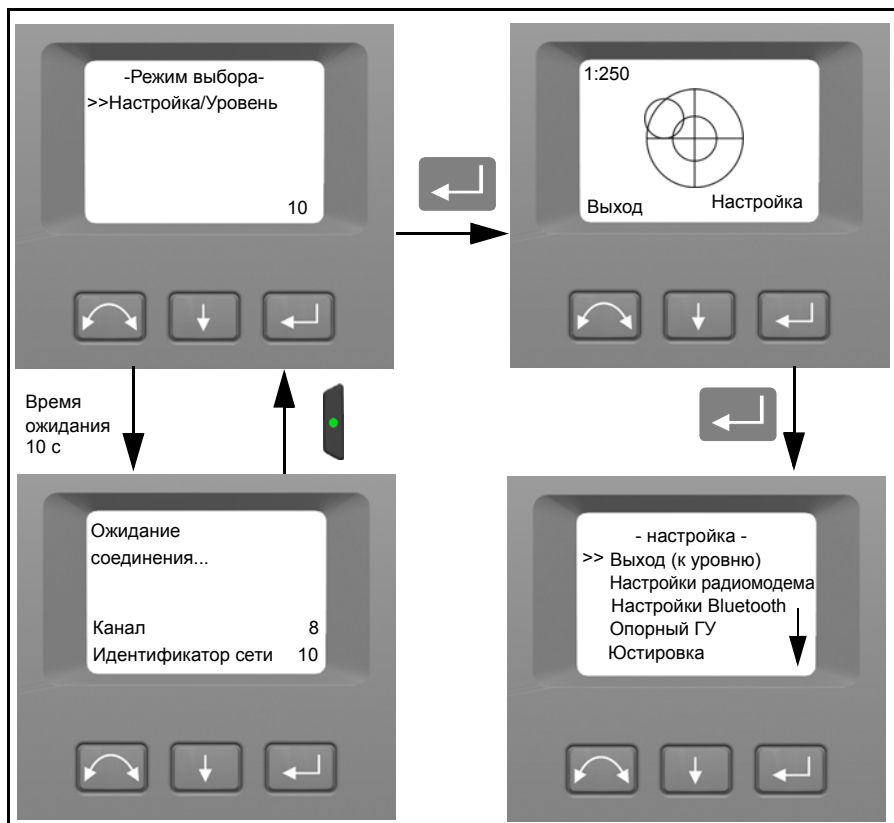 -Режим выбора-
>>Настройка/Уровень
10
1:250
Выход Настройка
Время
ожидания
10 с
Ожидание
соединения...
Канал 8
Идентификатор сети 10
- настройка -
>> Выход (к уровню)
Настройки радиомодема
Настройки Bluetooth
Опорный ГУ
Юстировка